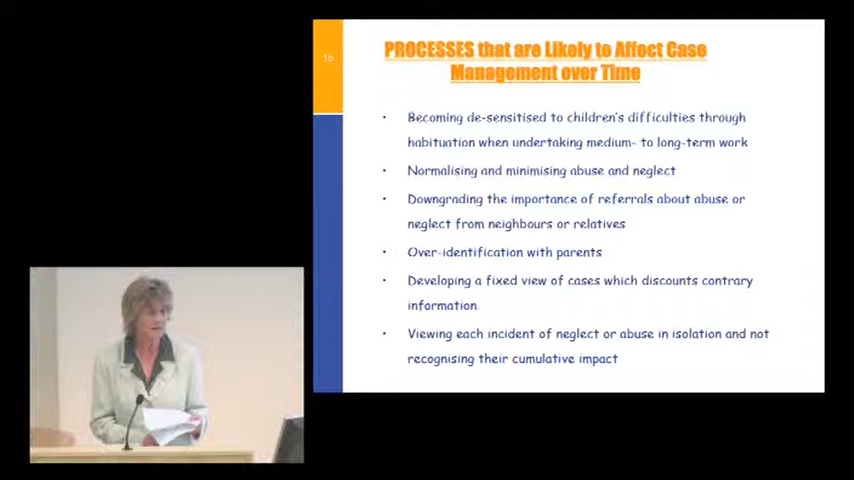 1b
PROCESSES that are Likely to Affect Case
Management over Time
• Becoming de-sensitised to children's difficulties through
habituation when undertaking medium- to long-term work
• Normalising and minimising abuse and neglect
• Downgrading the importance of referrals about abuse or
neglect from neighbours or relatives
• Over-identification with parents
• Developing a fixed view of cases which discounts contrary
information.
• Viewing each incident of neglect or abuse in isolation and not
recognising their cumulative impact